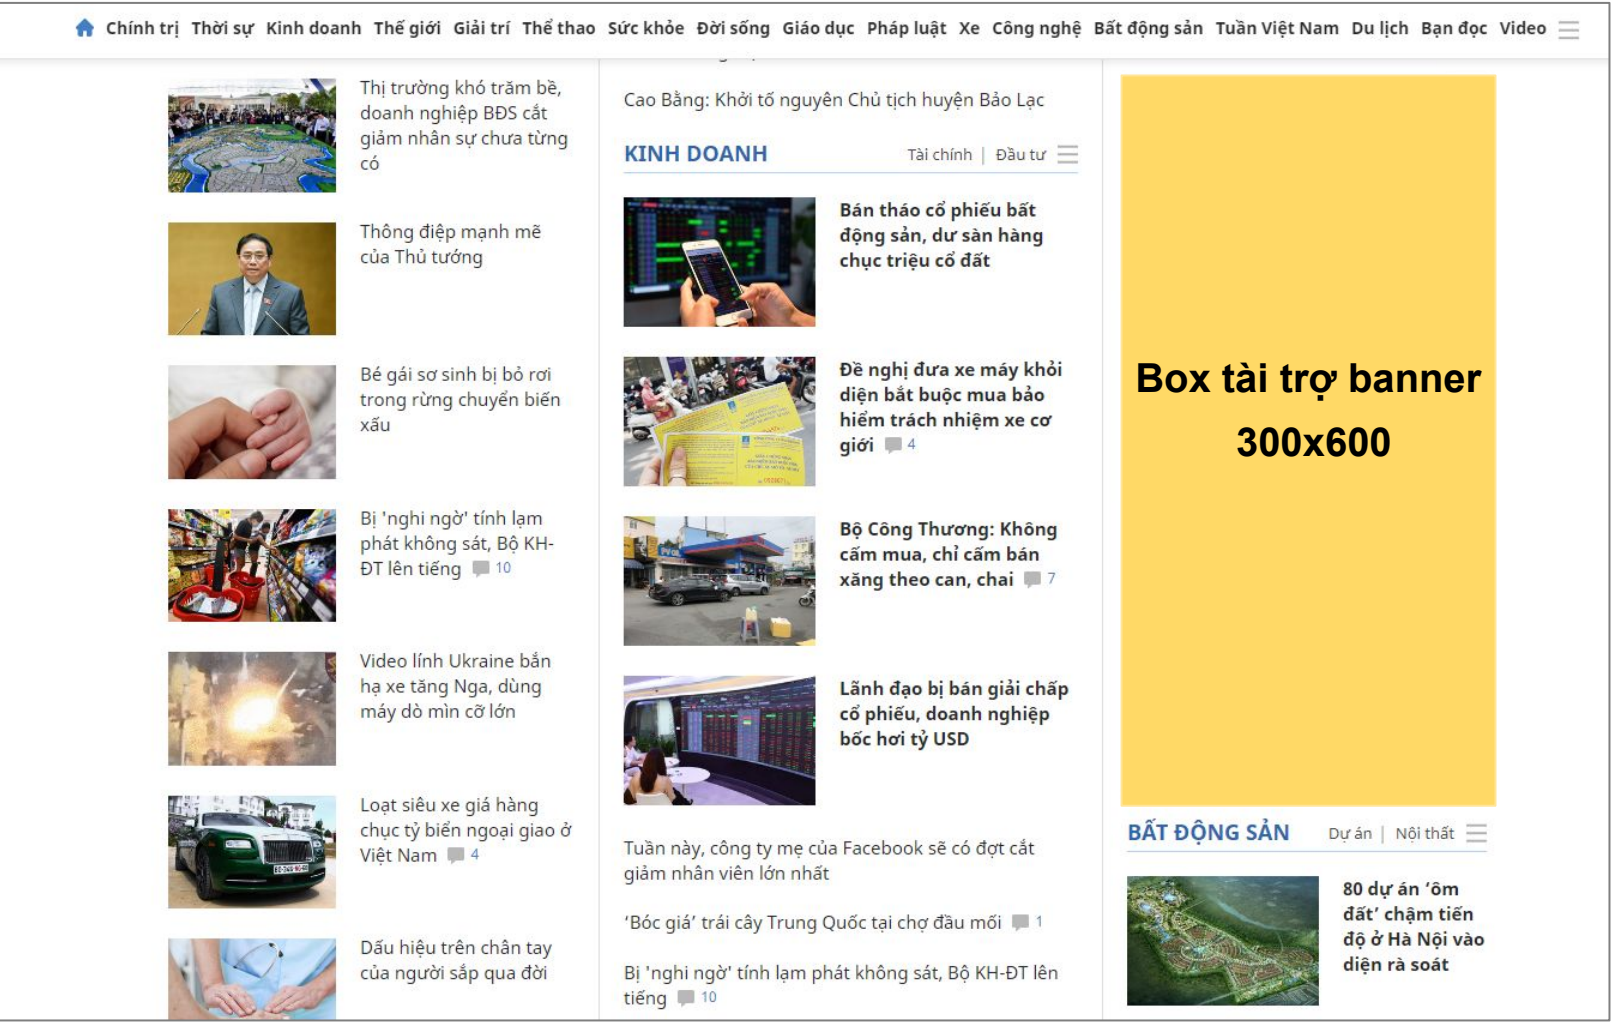 Chính trị Thời sự Kinh doanh Thế giới Giải trí Thể thao Sức khỏe Đời sống Giáo dục Pháp luật Xe Công nghệ Bất động sản Tuần Việt Nam Du lịch Bạn đọc Video
Thị trường khó trăm bề,
doanh nghiệp BĐS cắt
giảm nhân sự chưa từng
có
Thông điệp mạnh mẽ
của Thủ tướng
Bé gái sơ sinh bị bỏ rơi
trong rừng chuyển biến
xấu
Bị 'nghi ngờ' tính lạm
phát không sát, Bộ KH-
ĐT lên tiếng 10
Video lính Ukraine bắn
hạ xe tăng Nga, dùng
máy dò mìn cỡ lớn
Loạt siêu xe giá hàng
chục tỷ biển ngoại giao ở
Việt Nam 4
Dấu hiệu trên chân tay
của người sắp qua đời
Cao Bằng: Khởi tố nguyên Chủ tịch huyện Bảo Lạc
KINH DOANH Tài chính | Đầu tư
Bán tháo cổ phiếu bất
động sản, dư sàn hàng
chục triệu cổ đất
Đề nghị đưa xe máy khỏi
diện bắt buộc mua bảo
hiểm trách nhiệm xe cơ
giới 4
Bộ Công Thương: Không
cấm mua, chỉ cấm bán
xăng theo can, chai 7
Lãnh đạo bị bán giải chấp
cổ phiếu, doanh nghiệp
bốc hơi tỷ USD
Tuần này, công ty mẹ của Facebook sẽ có đợt cắt
giảm nhân viên lớn nhất
‘Bóc giá’ trái cây Trung Quốc tại chợ đầu mối 1
Bị 'nghi ngờ' tính lạm phát không sát, Bộ KH-ĐT lên
tiếng 10
Box tài trợ banner
300x600
BẤT ĐỘNG SẢN Dự án | Nội thất
80 dự án ‘ôm
đất’ chậm tiến
độ ở Hà Nội vào
diện rà soát